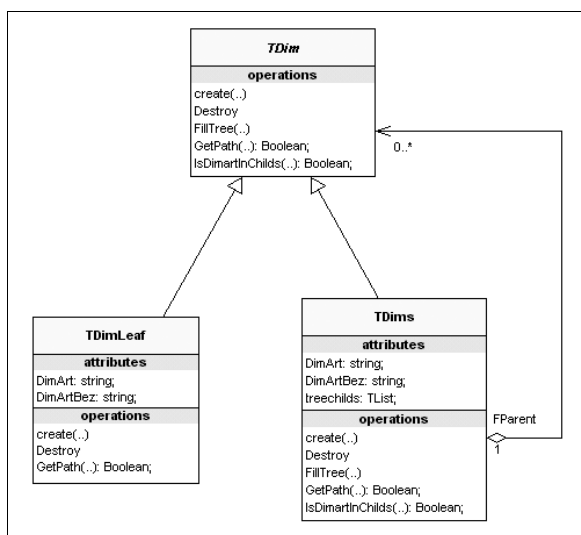 TDim
operations
create(..)
Destroy
FillTree(..)
GetPath(..): Boolean;
IsDimartInChilds(..): Boolean;
0..*
TDimLeaf
attributes
DimArt: string;
DimArtBez: string;
operations
create(..)
Destroy
GetPath(..): Boolean;
TDims
attributes
DimArt: string;
DimArtBez: string;
treechilds: TList;
operations
create(..)
Destroy
FillTree(..)
GetPath(..): Boolean;
IsDimartInChilds(..): Boolean;
FParent
1